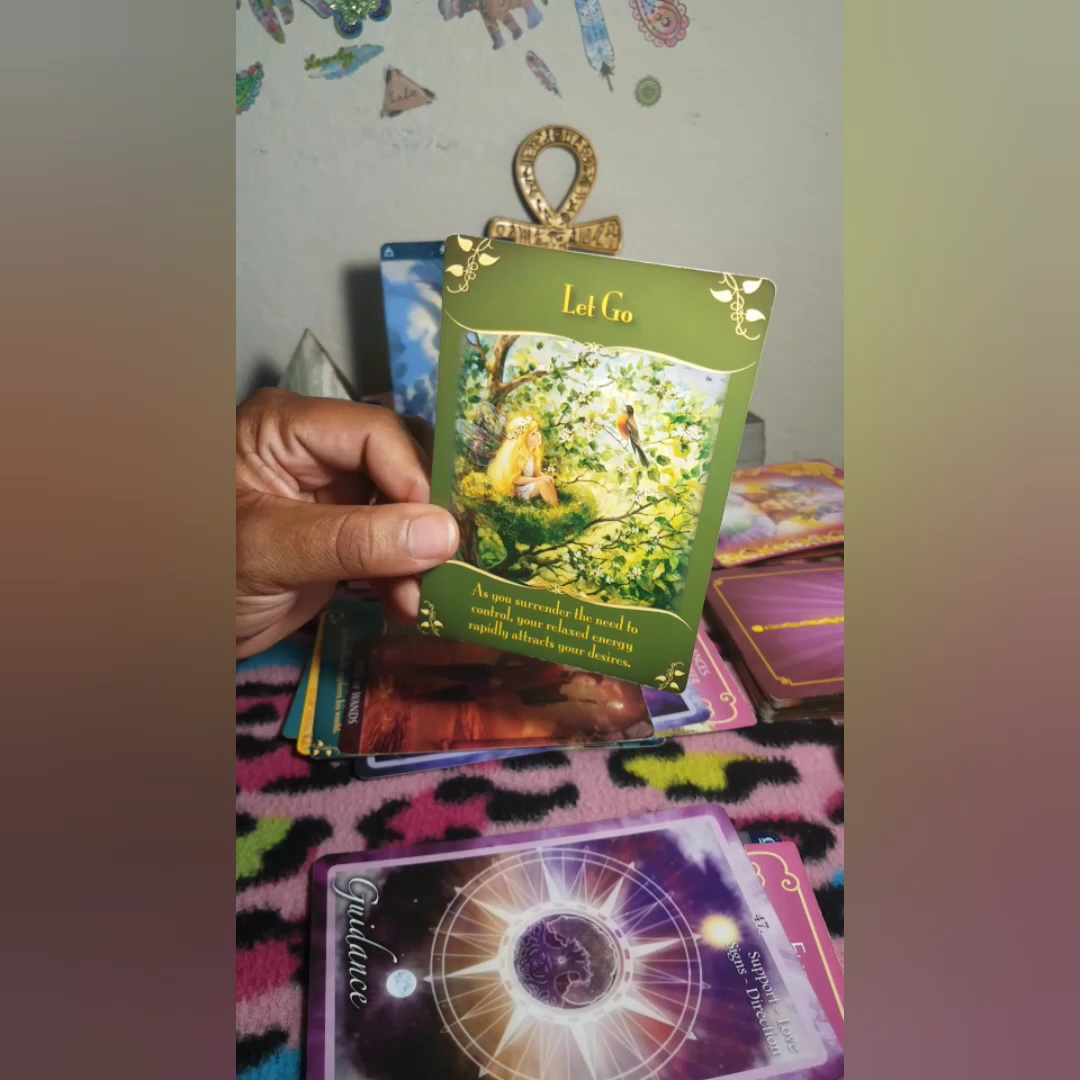 Let Go
As you surrender the need to
control, your relaxed energy
rapidly attracts your desires.
WANDS
Guidance
47.
Support - Love
Signs - Direction